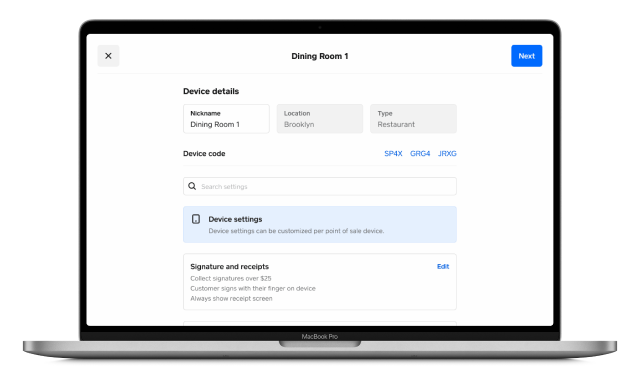 Dining Room 1
Next
Device details
Nickname
Dining Room 1
Location
Brooklyn
Type
Restaurant
Device code
SP4X GRG4 JRXG
Search settings
Device settings
Device settings can be customized per point of sale device.
Signature and receipts
Edit
Collect signatures over $25
Customer signs with their finger on device
Always show receipt screen
MacBook Pro